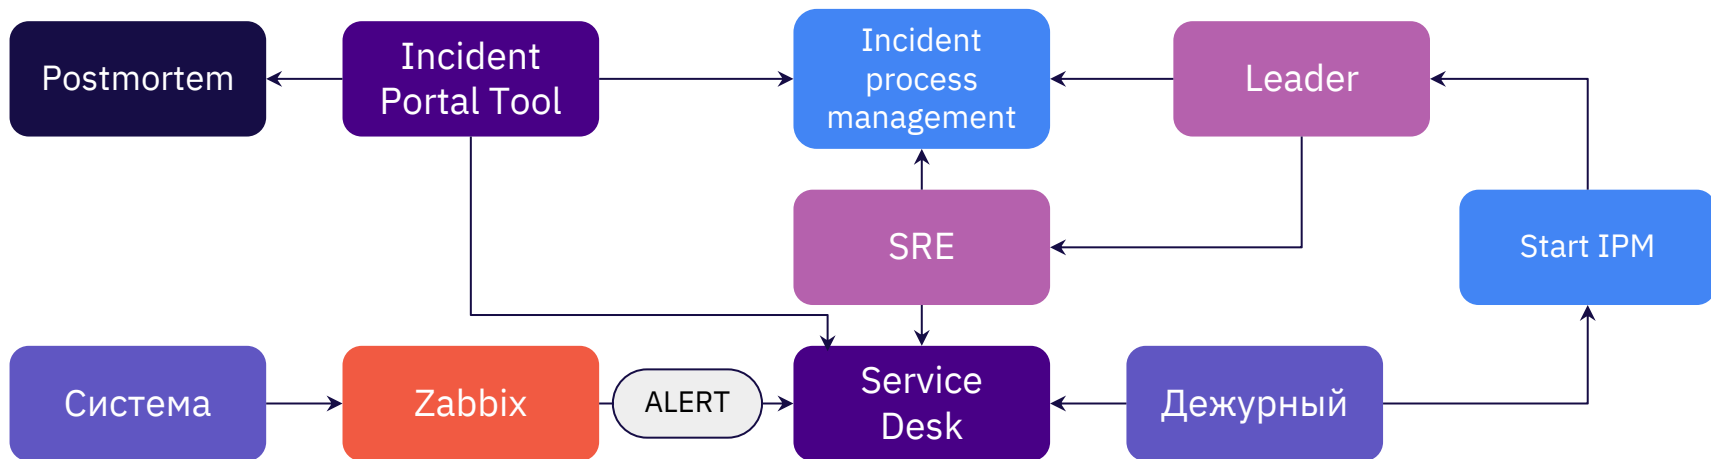 Postmortem
Incident
Portal Tool
Incident
process
management
Leader
SRE
Start IPM
Система
Zabbix
ALERT
Service
Desk
Дежурный